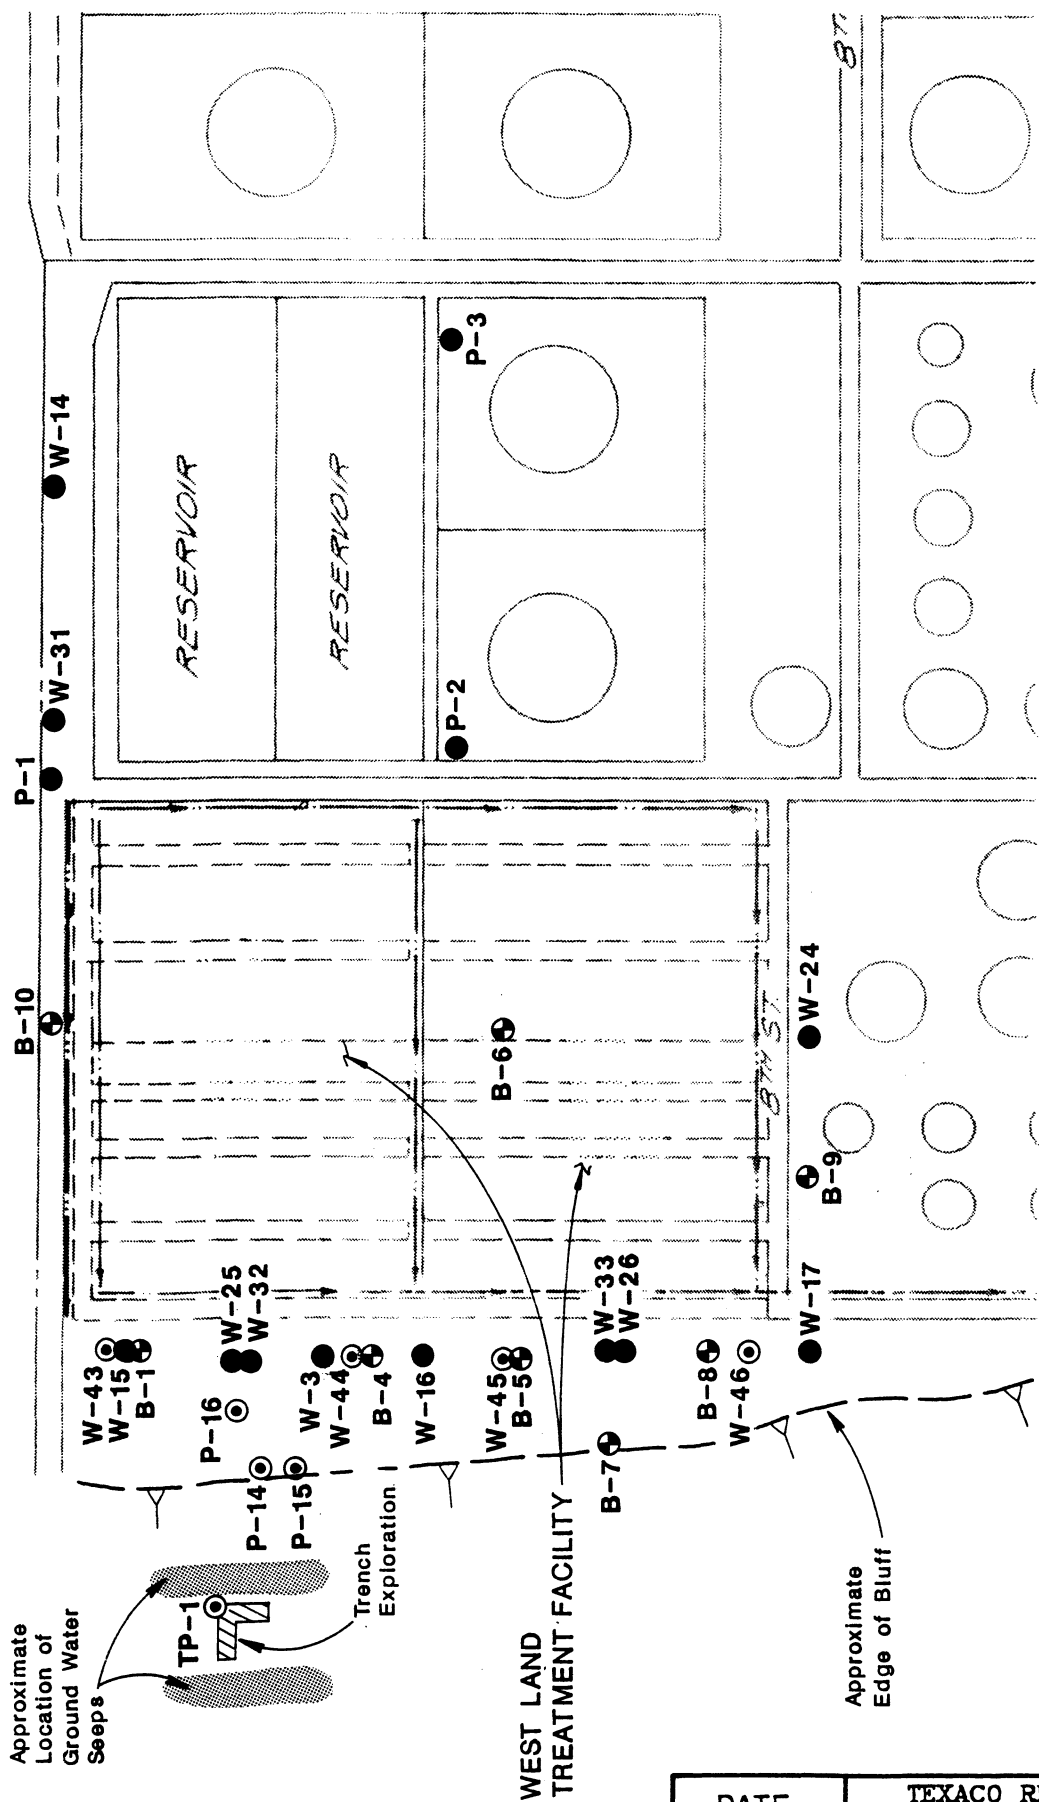 8TH
RESERVOIR
RESERVOIR
P-3
W-14
W-31
P-2
P-1
B-10
B-6
8TH ST.
W-24
B-9
W-17
W-25
W-32
W-33
W-26
W-43
W-15
B-1
P-16
W-3
W-44
B-4
W-16
W-45
B-5
B-8
W-46
B-7
P-14
P-15
TP-1
Trench
Exploration
Approximate
Location of
Ground Water
Seeps
WEST LAND
TREATMENT FACILITY
Approximate
Edge of Bluff
DATE
TEXACO